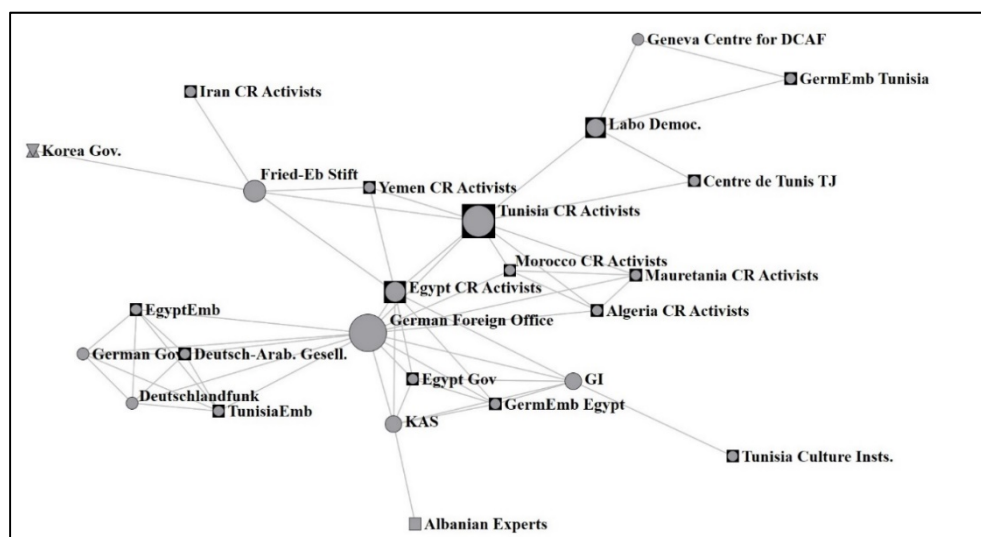 Geneva Centre for DCAF
GermEmb Tunisia
Iran CR Activists
Labo Democ.
Korea Gov.
Fried-Eb Stift
Yemen CR Activists
Centre de Tunis TJ
Tunisia CR Activists
Morocco CR Activists
Mauretania CR Activists
Egypt CR Activists
EgyptEmb
German Foreign Office
Algeria CR Activists
German Gov
Deutsch-Arab. Gesell.
Egypt Gov
GI
Deutschlandfunk
TunisiaEmb
GermEmb Egypt
KAS
Tunisia Culture Insts.
Albanian Experts